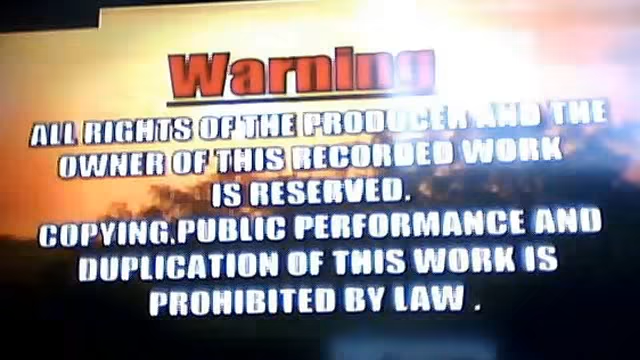 Warning
ALL RIGHTS OF THE PRODUCER AND THE
OWNER OF THIS RECORDED WORK
IS RESERVED.
COPYING,PUBLIC PERFORMANCE AND
DUPLICATION OF THIS WORK IS
PROHIBITED BY LAW .